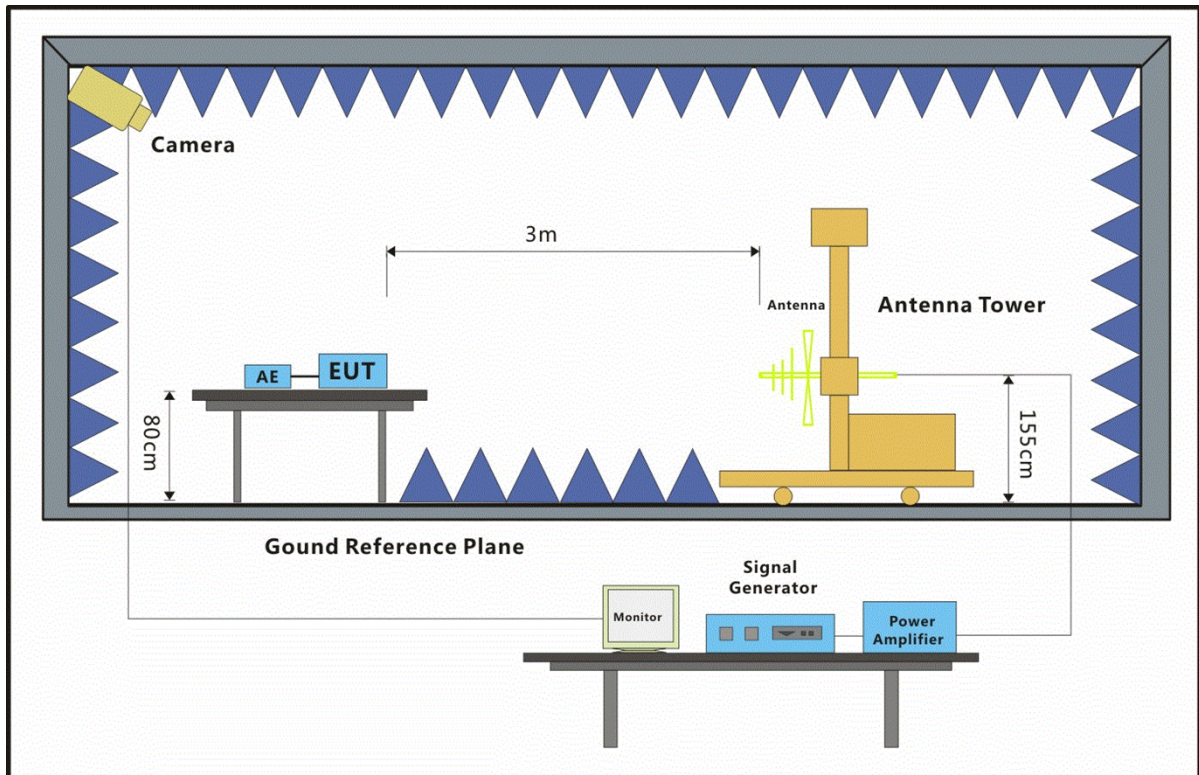 Camera
3m
Antenna
Antenna Tower
AE
EUT
80cm
155cm
Gound Reference Plane
Signal
Generator
Monitor
Power
Amplifier